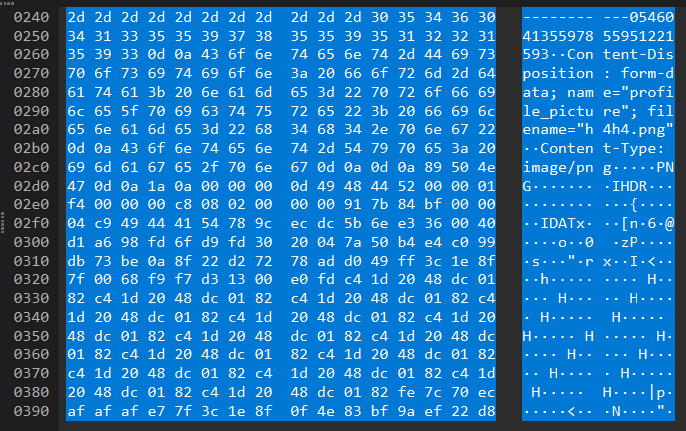 0240 2d 2d 2d 2d 2d 2d 2d 2d 2d 2d 2d 30 35 34 36 30 -------- ---05460
0250 34 31 33 35 35 39 37 38 35 35 39 35 31 32 32 31 41355978 55951221
0260 35 39 33 0d 0a 43 6f 6e 74 65 6e 74 2d 44 69 73 593··Con tent-Dis
0270 70 6f 73 69 74 69 6f 6e 3a 20 66 6f 72 6d 2d 64 position : form-d
0280 61 74 61 3b 20 6e 61 6d 65 3d 22 70 72 6f 66 69 ata; nam e="profi
0290 6c 65 5f 70 69 63 74 75 72 65 22 3b 20 66 69 6c le_pictu re"; fil
02a0 65 6e 61 6d 65 3d 22 68 34 68 34 2e 70 6e 67 22 ename="h 4h4.png"
02b0 0d 0a 43 6f 6e 74 65 6e 74 2d 54 79 70 65 3a 20 ··Conten t-Type:
02c0 69 6d 61 67 65 2f 70 6e 67 0d 0a 0d 0a 89 50 4e image/pn g·····PN
02d0 47 0d 0a 1a 0a 00 00 00 0d 49 48 44 52 00 00 01 G······· ·IHDR···
02e0 f4 00 00 00 c8 08 02 00 00 00 91 7b 84 bf 00 00 ········ ···{····
02f0 04 c9 49 44 41 54 78 9c ec dc 5b 6e e3 36 00 40 ··IDATx· ··[n·6·@
0300 d1 a6 98 fd 6f d9 fd 30 20 04 7a 50 b4 e4 c0 99 ····o··0 ·zP·····
0310 db 73 be 0a 8f 22 d2 72 78 ad d0 49 ff 3c 1e 8f ·s···"·r x··I·<··
0320 7f 00 68 f9 f7 d3 13 00 e0 fd c4 1d 20 48 dc 01 ··h····· ···· H··
0330 82 c4 1d 20 48 dc 01 82 c4 1d 20 48 dc 01 82 c4 ··· H··· ·· H····
0340 1d 20 48 dc 01 82 c4 1d 20 48 dc 01 82 c4 1d 20 · H·····  H·····
0350 48 dc 01 82 c4 1d 20 48 dc 01 82 c4 1d 20 48 dc H····· H ····· H·
0360 01 82 c4 1d 20 48 dc 01 82 c4 1d 20 48 dc 01 82 ···· H·· ··· H···
0370 c4 1d 20 48 dc 01 82 c4 1d 20 48 dc 01 82 c4 1d ·· H···· · H·····
0380 20 48 dc 01 82 c4 1d 20 48 dc 01 82 fe 7c 70 ec  H·····  H····|p·
0390 af af af e7 7f 3c 1e 8f 0f 4e 83 bf 9a ef 22 d8 ·····<·· ·N····"·